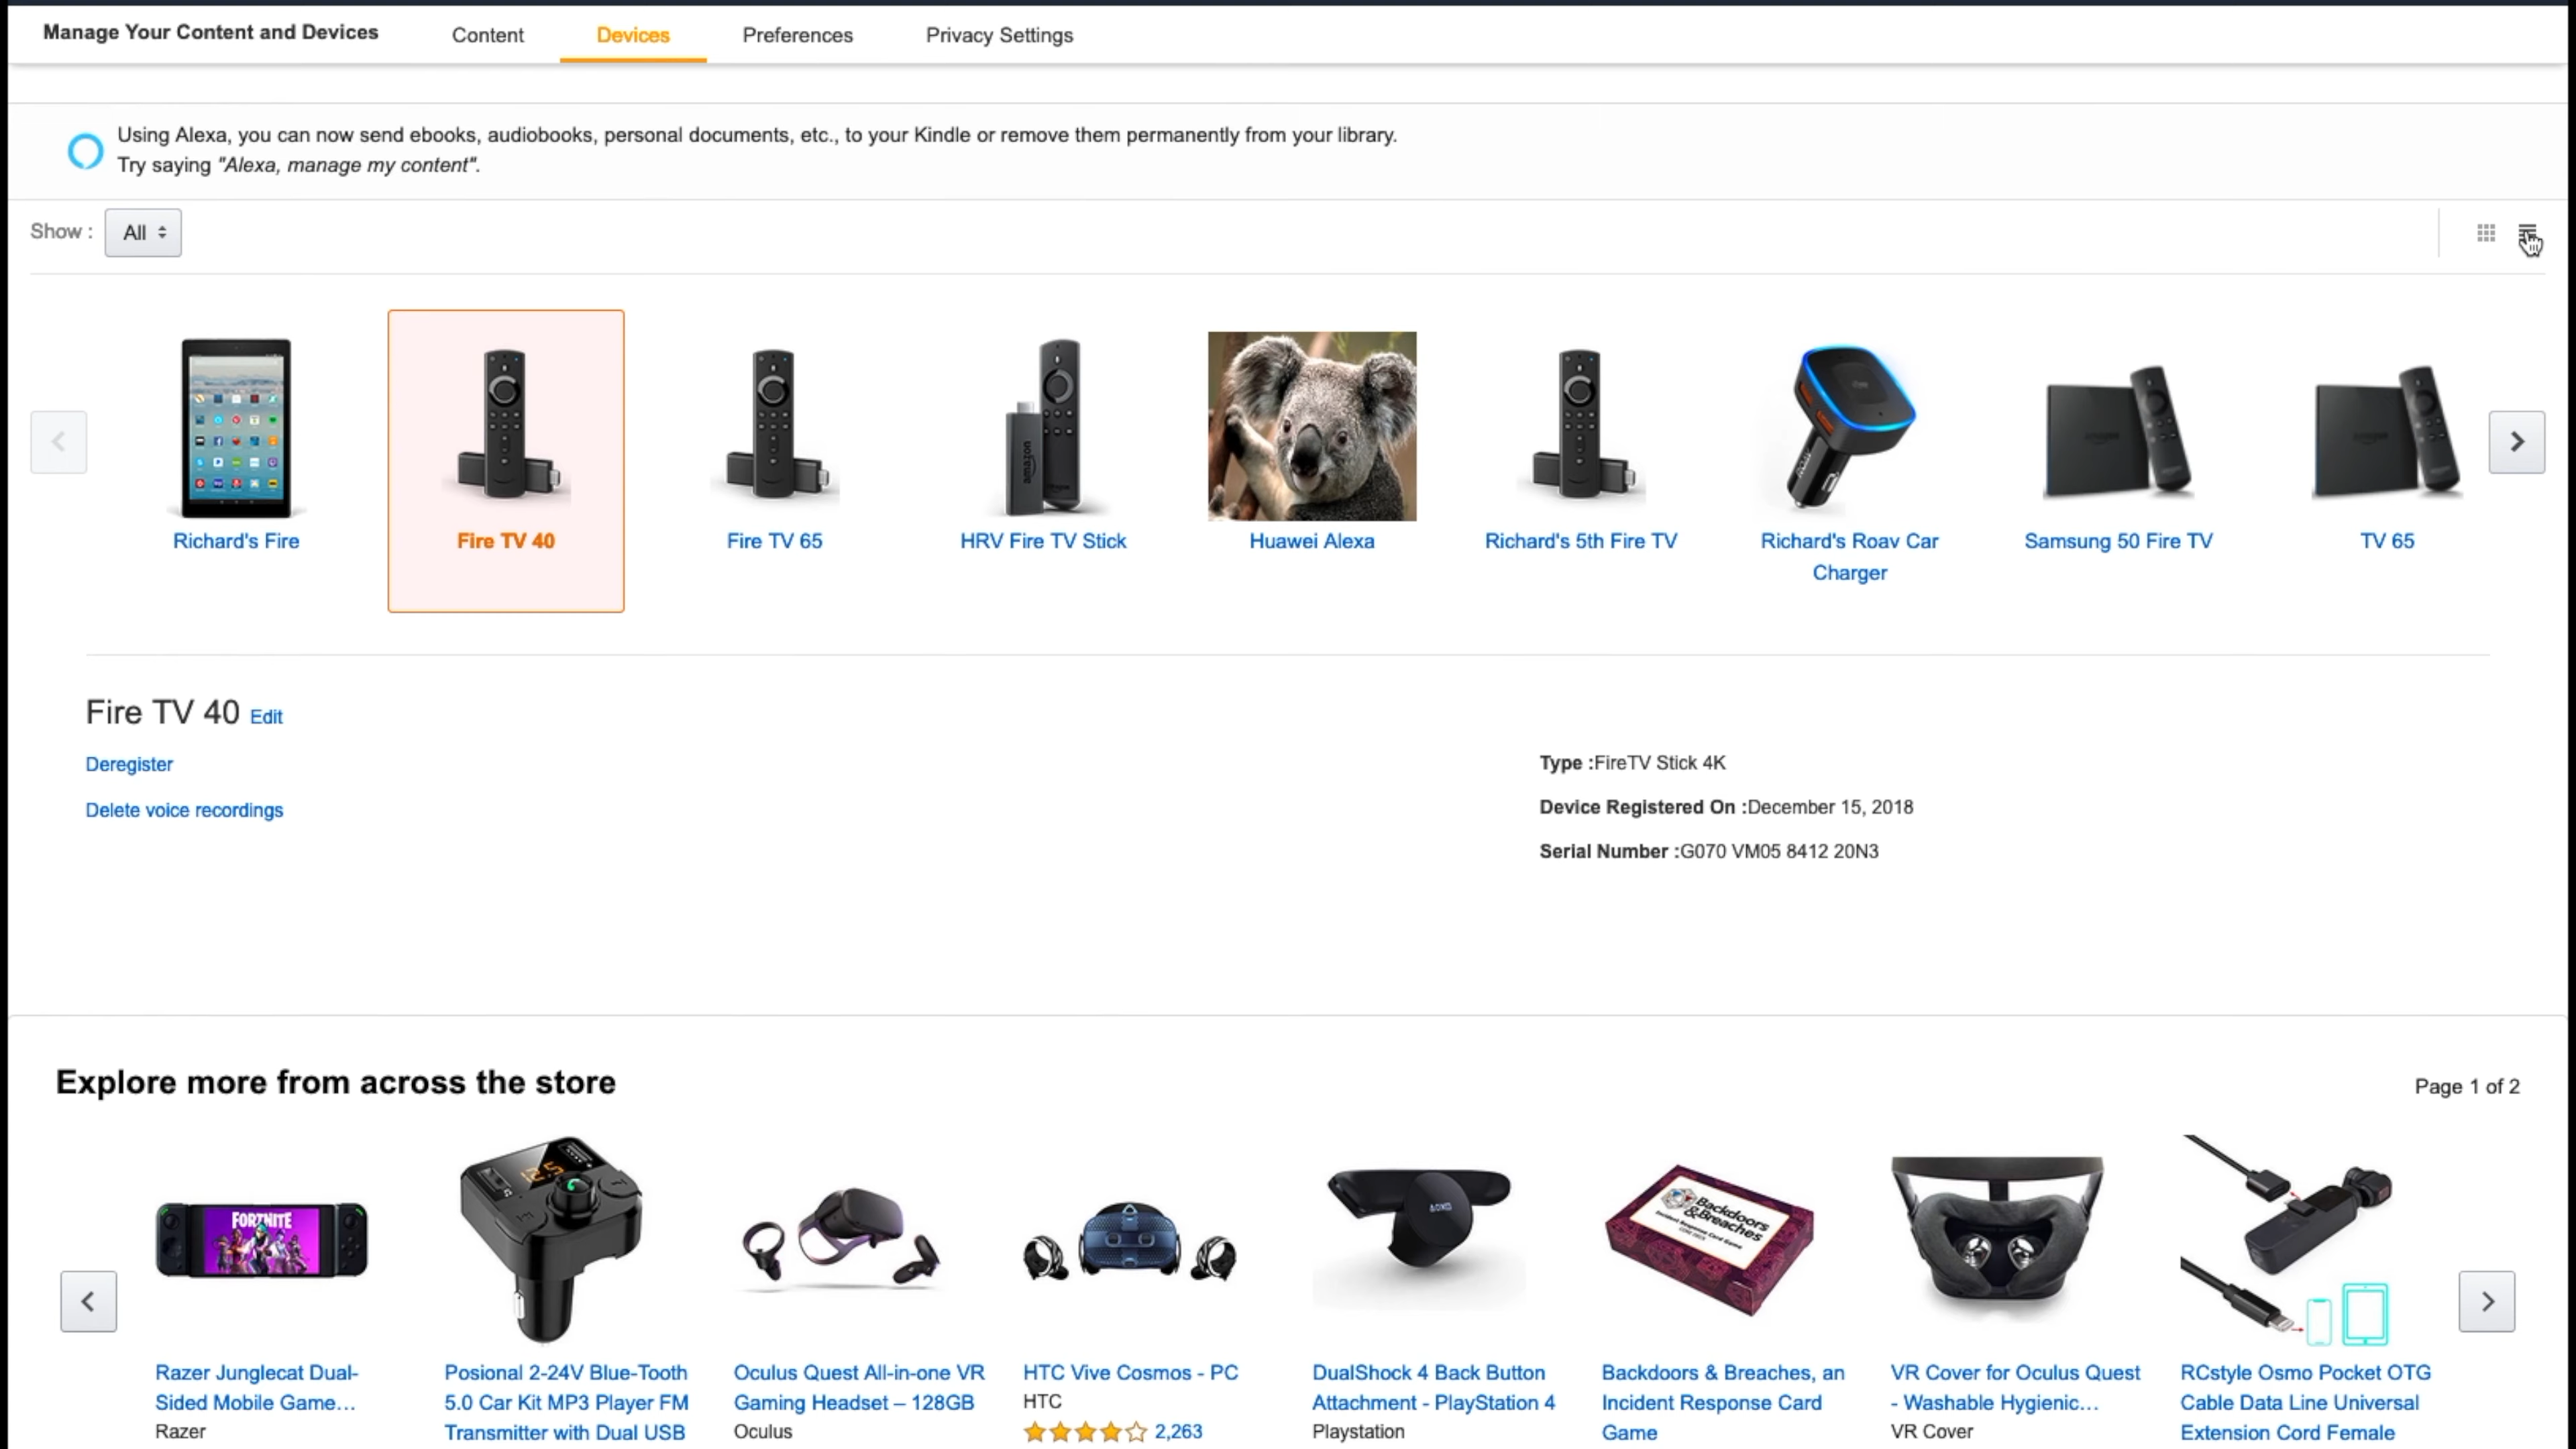 Manage Your Content and Devices Content Devices Preferences Privacy Settings
Using Alexa, you can now send ebooks, audiobooks, personal documents, etc., to your Kindle or remove them permanently from your library.
Try saying "Alexa, manage my content".
Show : All
amazon
Richard's Fire
Fire TV 40
Fire TV 65
HRV Fire TV Stick
Huawei Alexa
Richard's 5th Fire TV
Richard's Roav Car
Charger
Samsung 50 Fire TV
TV 65
Fire TV 40 Edit
Deregister
Delete voice recordings
Type :FireTV Stick 4K
Device Registered On :December 15, 2018
Serial Number :G070 VM05 8412 20N3
Explore more from across the store
Page 1 of 2
FORTNITE
Backdoors
&Breaches
Incident Response Card Game
Razer Junglecat Dual-
Sided Mobile Game...
Razer
Posional 2-24V Blue-Tooth
5.0 Car Kit MP3 Player FM
Transmitter with Dual USB
Oculus Quest All-in-one VR
Gaming Headset – 128GB
Oculus
HTC Vive Cosmos - PC
HTC
2,263
DualShock 4 Back Button
Attachment - PlayStation 4
Playstation
Backdoors & Breaches, an
Incident Response Card
Game
VR Cover for Oculus Quest
- Washable Hygienic...
VR Cover
RCstyle Osmo Pocket OTG
Cable Data Line Universal
Extension Cord Female